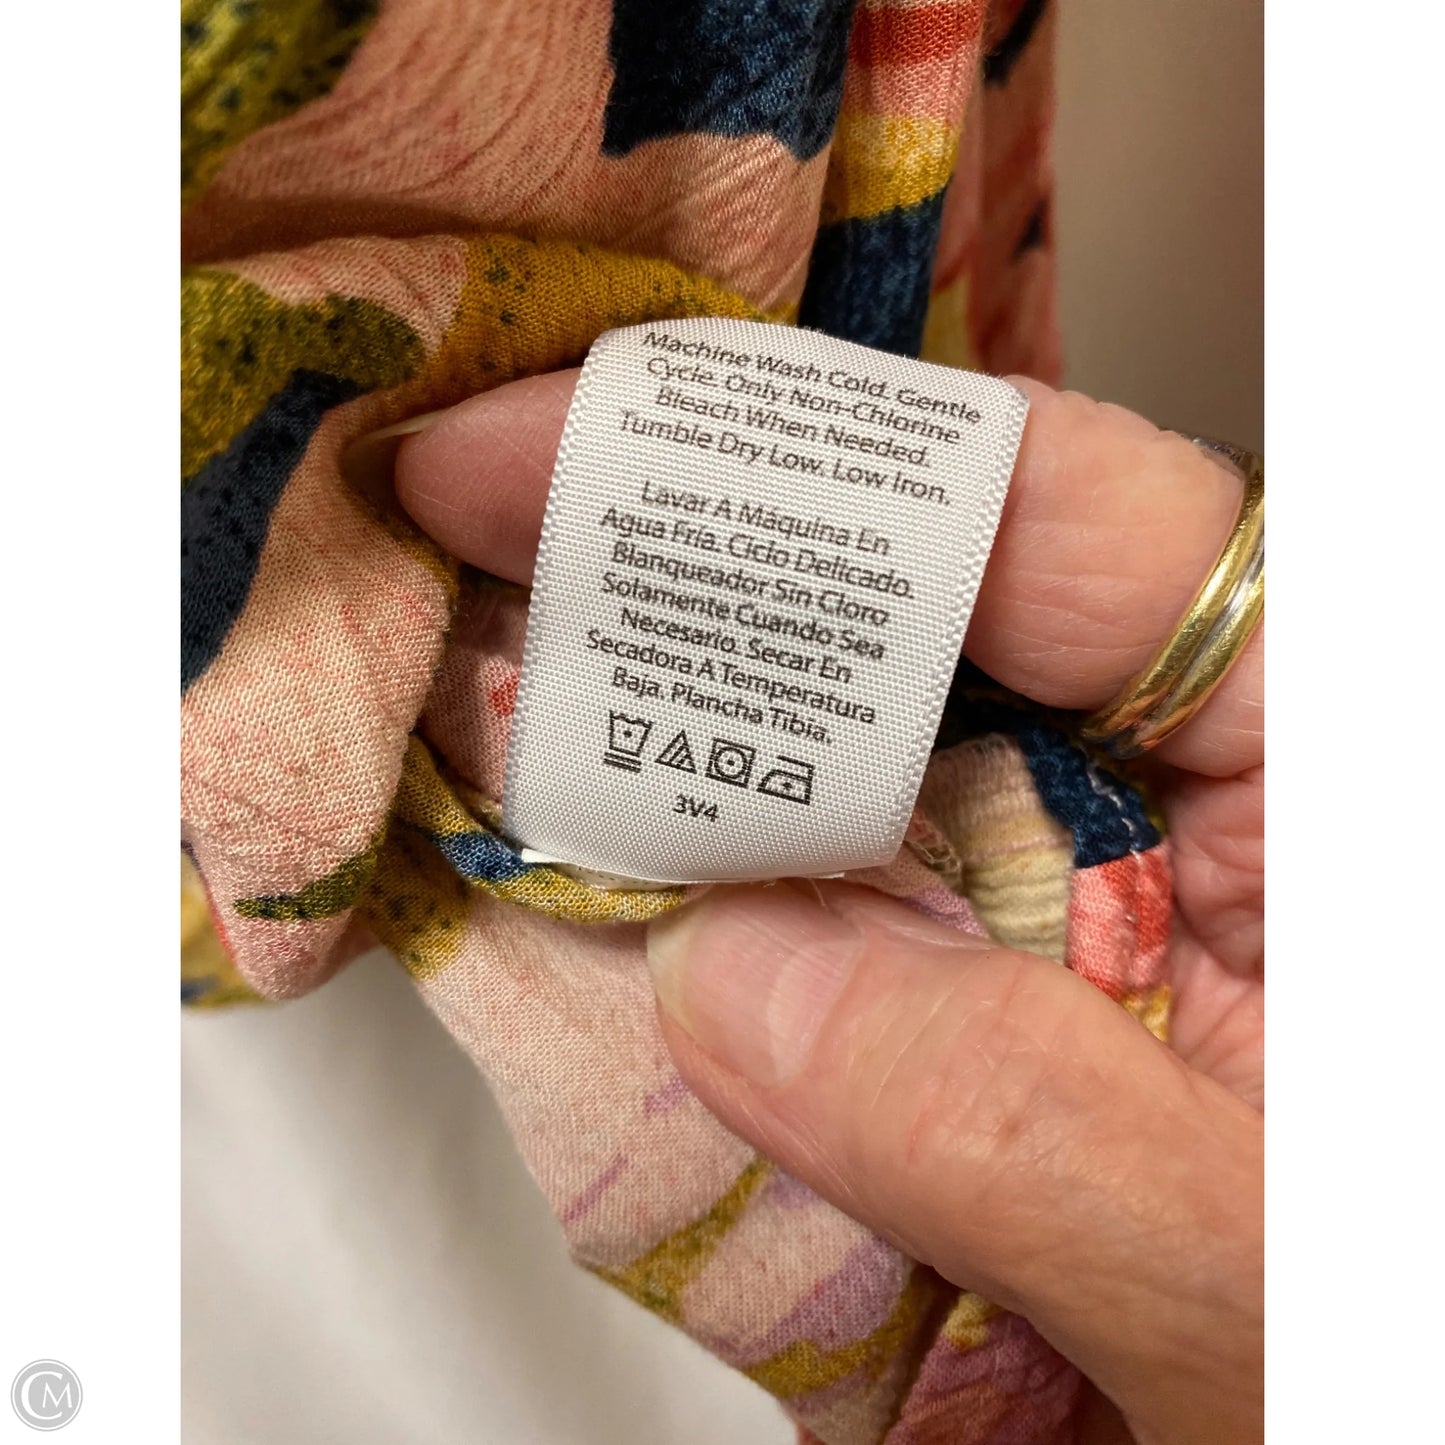 Machine Wash Cold. Gentle
Cycle. Only Non-Chlorine
Bleach When Needed.
Tumble Dry Low. Low Iron.
Lavar A Máquina En
Agua Fría. Ciclo Delicado.
Blanqueador Sin Cloro
Solamente Cuando Sea
Necesario. Secar En
Secadora A Temperatura
Baja. Plancha Tibia.
3V4
CM